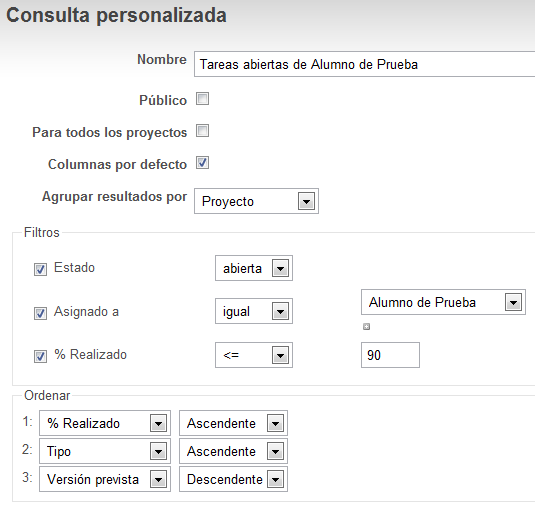 Consulta personalizada
Nombre Tareas abiertas de Alumno de Prueba
Público
Para todos los proyectos
Columnas por defecto
Agrupar resultados por Proyecto
Filtros
Estado abierta
Asignado a igual Alumno de Prueba
% Realizado <= 90
Ordenar
1: % Realizado Ascendente
2: Tipo Ascendente
3: Versión prevista Descendente